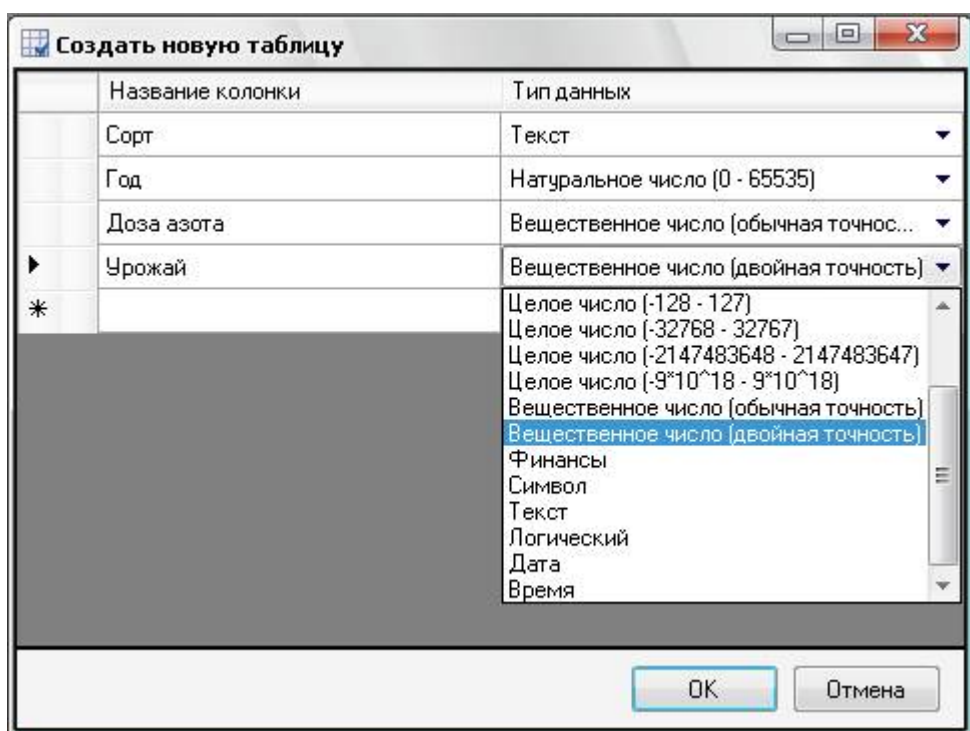 Создать новую таблицу
Название колонки Тип данных
Сорт Текст
Год Натуральное число (0 - 65535)
Доза азота Вещественное число (обычная точнос...
Урожай Вещественное число (двойная точность)
Целое число (-128 - 127)
Целое число (-32768 - 32767)
Целое число (-2147483648 - 2147483647)
Целое число (-9*10^18 - 9*10^18)
Вещественное число (обычная точность)
Вещественное число (двойная точность)
Финансы
Символ
Текст
Логический
Дата
Время
OK Отмена